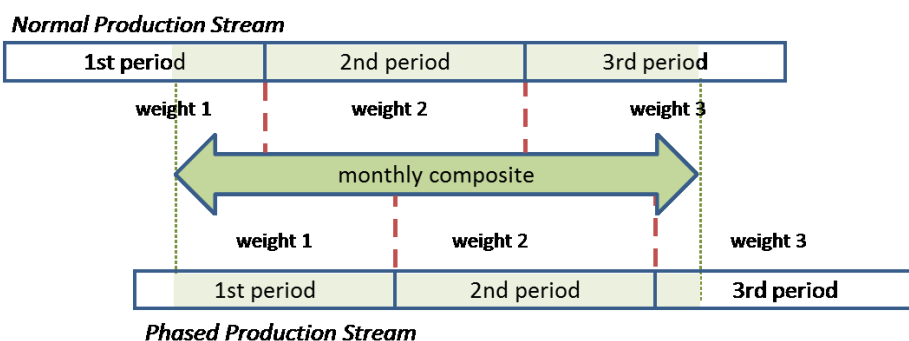 Normal Production Stream
1st period 2nd period 3rd period
weight 1 weight 2 weight 3
monthly composite
weight 1 weight 2 weight 3
1st period 2nd period 3rd period
Phased Production Stream